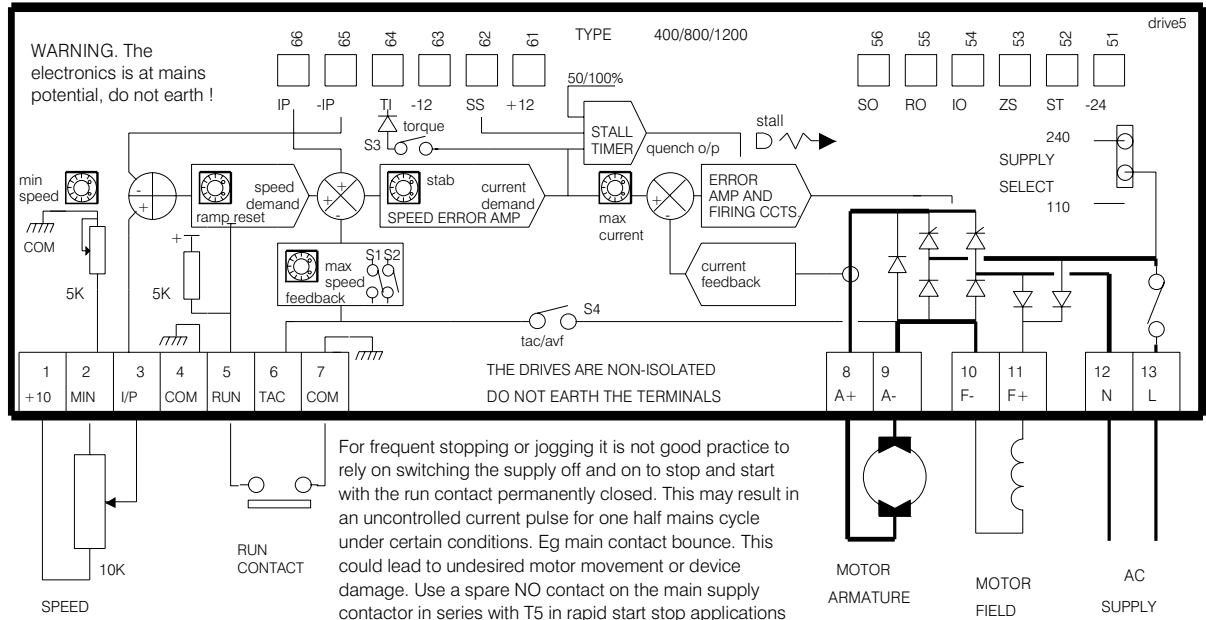 drive5
WARNING. The
electronics is at mains
potential, do not earth !
66 65 64 63 62 61
TYPE 400/800/1200
56 55 54 53 52 51
IP -IP TI -12 SS +12
50/100%
SO RO IO ZS ST -24
torque
S3
STALL
TIMER
stall
quench o/p
240
SUPPLY
SELECT
110
min
speed
COM
5K
-
+
speed
demand
ramp reset
+
5K
+
+
-
stab
current
demand
SPEED ERROR AMP
max
current
+
-
ERROR
AMP AND
FIRING CCTS.
max
speed
feedback
S1 S2
current
feedback
S4
tac/avf
1 2 3 4 5 6 7
+10 MIN I/P COM RUN TAC COM
THE DRIVES ARE NON-ISOLATED
DO NOT EARTH THE TERMINALS
8 9 10 11 12 13
A+ A- F- F+ N L
For frequent stopping or jogging it is not good practice to
rely on switching the supply off and on to stop and start
with the run contact permanently closed. This may result in
an uncontrolled current pulse for one half mains cycle
under certain conditions. Eg main contact bounce. This
could lead to undesired motor movement or device
damage. Use a spare NO contact on the main supply
contactor in series with T5 in rapid start stop applications
10K
SPEED
RUN
CONTACT
MOTOR
ARMATURE
MOTOR
FIELD
AC
SUPPLY